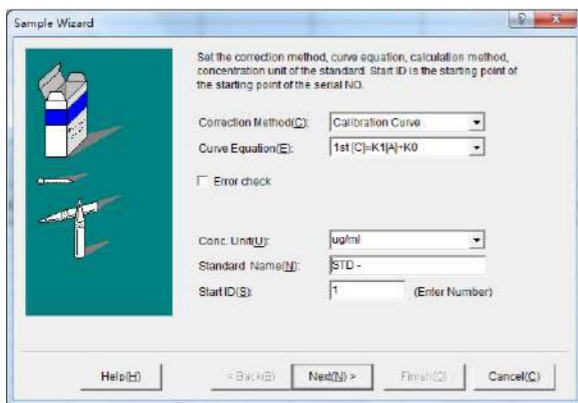 Sample Wizard
Set the correction method, curve equation, calculation method,
concentration unit of the standard. Start ID is the starting point of
the starting point of the serial NO.
Correction Method(C): Calibration Curve
Curve Equation(E): 1st [C]=K1[A]+K0
Error check
Conc. Unit(U): ug/ml
Standard Name(N): STD -
Start ID(S): 1 (Enter Number)
Help(H) < Back(B) Next(N) > Finish(O) Cancel(C)